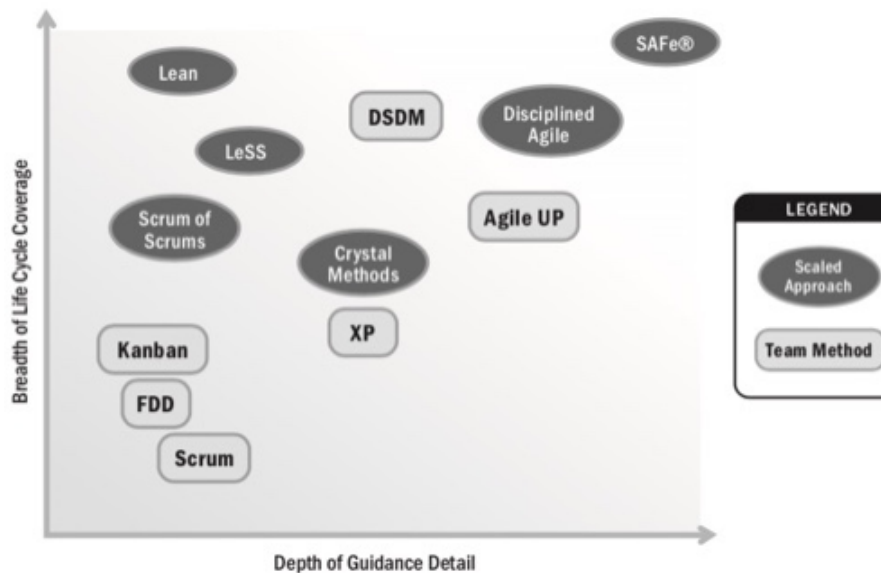 SAFe®
Lean
DSDM
Disciplined
Agile
LeSS
Scrum of
Scrums
Agile UP
Crystal
Methods
XP
Kanban
FDD
Scrum
Breadth of Life Cycle Coverage
Depth of Guidance Detail
LEGEND
Scaled
Approach
Team Method